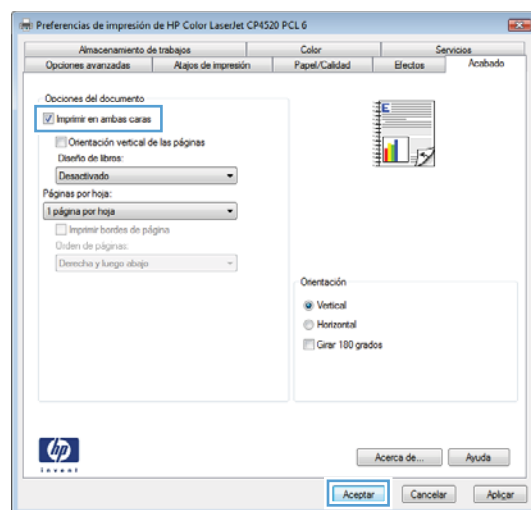 Preferencias de impresión de HP Color LaserJet CP4520 PCL 6
Almacenamiento de trabajos Color Servicios
Opciones avanzadas Atajos de impresión Papel/Calidad Efectos Acabado
Opciones del documento
Imprimir en ambas caras
Orientación vertical de las páginas
Diseño de libros:
Desactivado
Páginas por hoja:
1 página por hoja
Imprimir bordes de página
Orden de páginas:
Derecha y luego abajo
E
Orientación
Vertical
Horizontal
Girar 180 grados
hp
invent
Acerca de... Ayuda
Aceptar Cancelar Aplicar